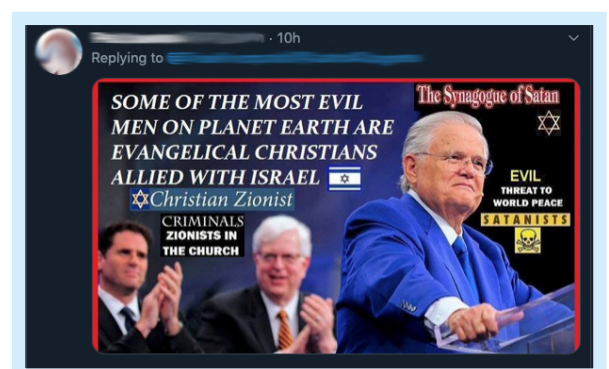 · 10h
Replying to
SOME OF THE MOST EVIL
MEN ON PLANET EARTH ARE
EVANGELICAL CHRISTIANS
ALLIED WITH ISRAEL
Christian Zionist
CRIMINALS
ZIONISTS IN
THE CHURCH
The Synagogue of Satan
EVIL
THREAT TO
WORLD PEACE
SATANISTS